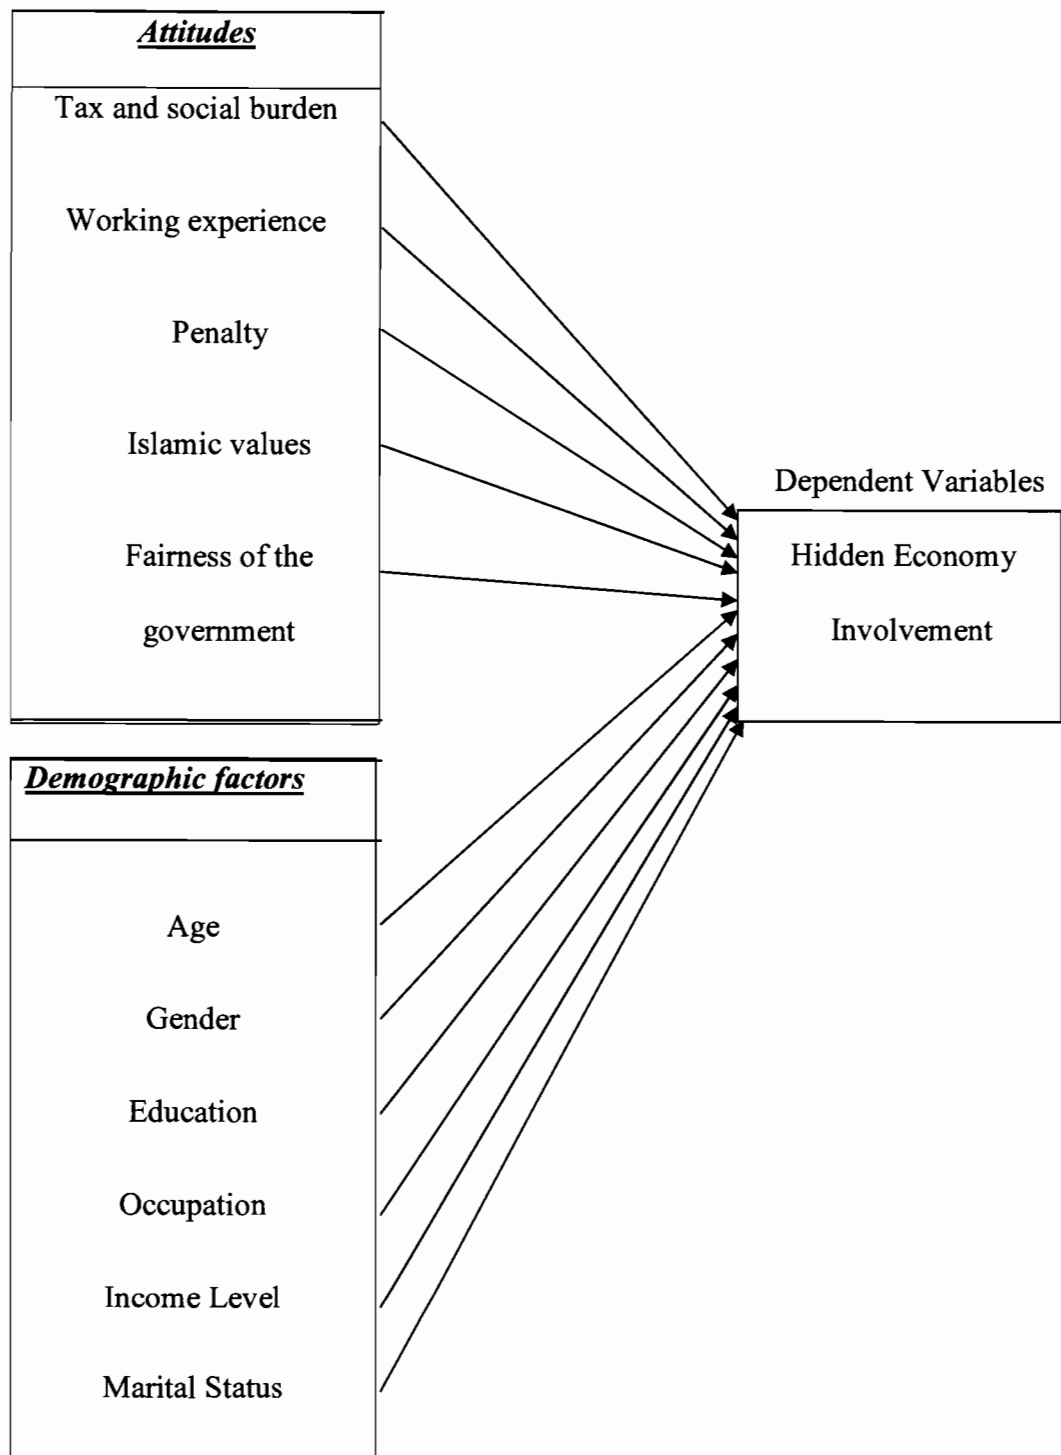 Attitudes
Tax and social burden
Working experience
Penalty
Islamic values
Fairness of the
government
Dependent Variables
Hidden Economy
Involvement
Demographic factors
Age
Gender
Education
Occupation
Income Level
Marital Status